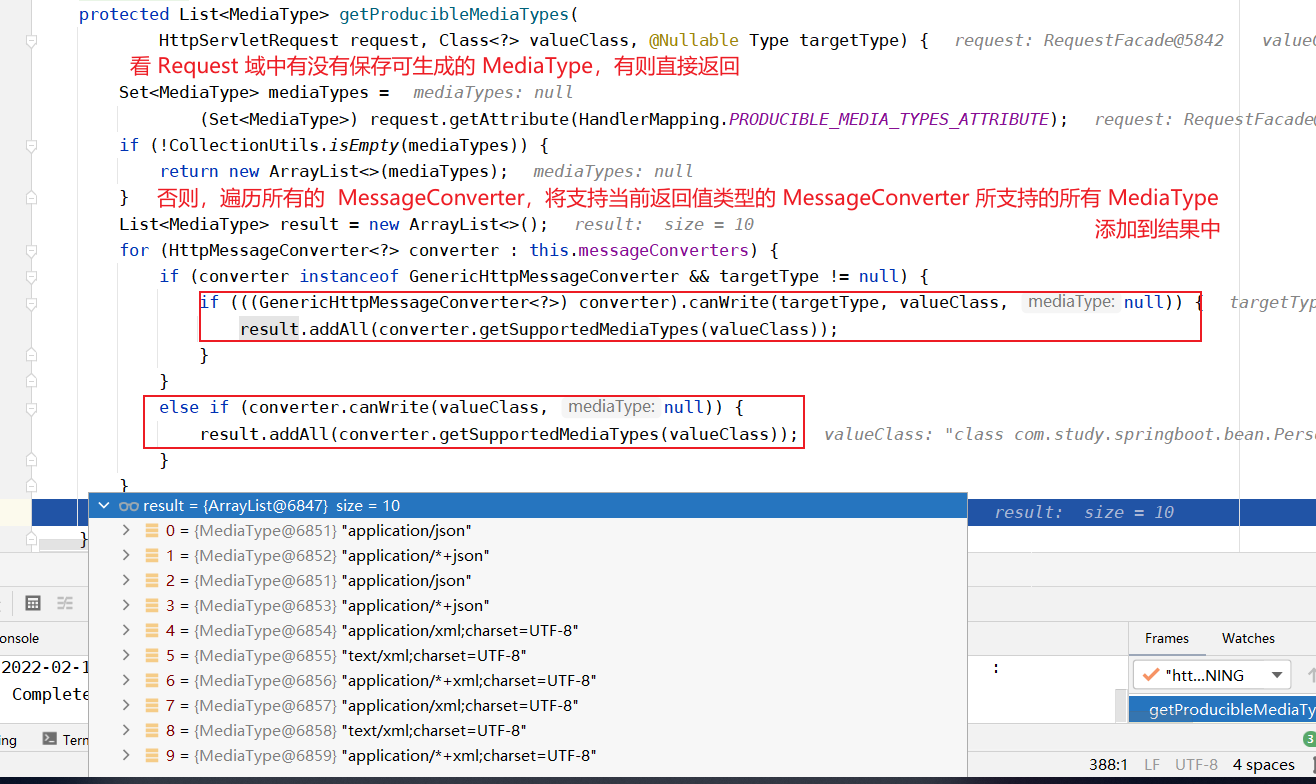 protected List<MediaType> getProducibleMediaTypes(
HttpServletRequest request, Class<?> valueClass, @Nullable Type targetType) { request: RequestFacade@5842
看 Request 域中有没有保存可生成的 MediaType，有则直接返回
Set<MediaType> mediaTypes = mediaTypes: null
(Set<MediaType>) request.getAttribute(HandlerMapping.PRODUCIBLE_MEDIA_TYPES_ATTRIBUTE); request: RequestFacade@
if (!CollectionUtils.isEmpty(mediaTypes)) {
return new ArrayList<>(mediaTypes); mediaTypes: null
} 否则，遍历所有的 MessageConverter，将支持当前返回值类型的 MessageConverter 所支持的所有 MediaType
添加到结果中
List<MediaType> result = new ArrayList<>(); result: size = 10
for (HttpMessageConverter<?> converter : this.messageConverters) {
if (converter instanceof GenericHttpMessageConverter && targetType != null) {
if (((GenericHttpMessageConverter<?>) converter).canWrite(targetType, valueClass, mediaType: null)) { targetTyp
result.addAll(converter.getSupportedMediaTypes(valueClass));
}
}
else if (converter.canWrite(valueClass, mediaType: null)) {
result.addAll(converter.getSupportedMediaTypes(valueClass)); valueClass: "class com.study.springboot.bean.Perso
}
}
result = {ArrayList@6847} size = 10
result: size = 10
0 = {MediaType@6851} "application/json"
}
1 = {MediaType@6852} "application/*+json"
2 = {MediaType@6851} "application/json"
3 = {MediaType@6853} "application/*+json"
4 = {MediaType@6854} "application/xml;charset=UTF-8"
5 = {MediaType@6855} "text/xml;charset=UTF-8"
6 = {MediaType@6856} "application/*+xml;charset=UTF-8"
7 = {MediaType@6857} "application/xml;charset=UTF-8"
8 = {MediaType@6858} "text/xml;charset=UTF-8"
9 = {MediaType@6859} "application/*+xml;charset=UTF-8"
onsole
2022-02-1
:
Complete
ing Term
Frames Watches
"htt...NING
getProducibleMediaTy
3
388:1 LF UTF-8 4 spaces